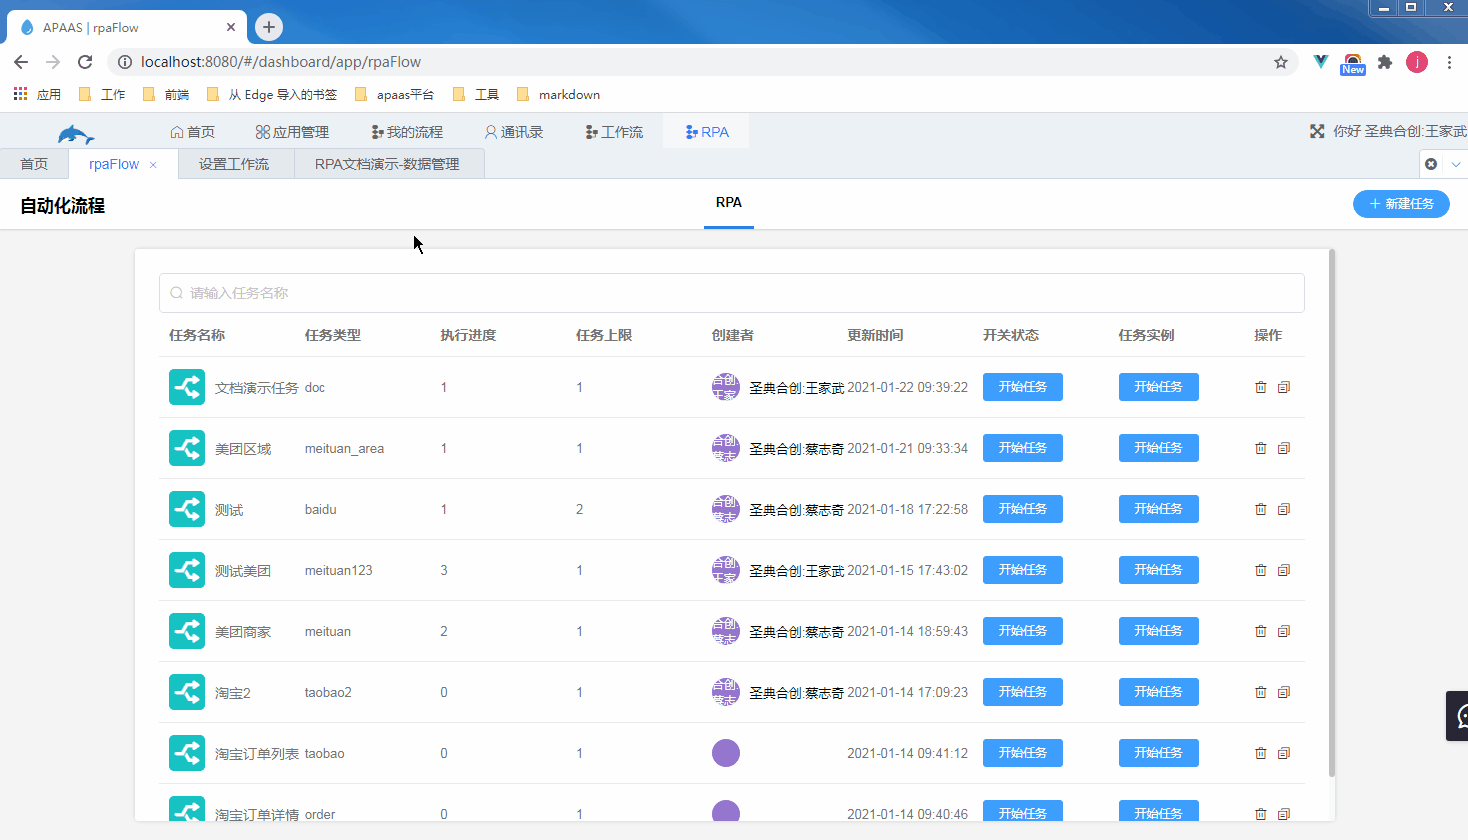 APAAS | rpaFlow
localhost:8080/#/dashboard/app/rpaFlow
New
j
应用 工作 前端 从 Edge 导入的书签 apaas平台 工具 markdown
首页 应用管理 我的流程 通讯录 工作流 RPA 你好 圣典合创:王家武
首页 rpaFlow 设置工作流 RPA文档演示-数据管理
自动化流程 RPA 新建任务
请输入任务名称
任务名称 任务类型 执行进度 任务上限 创建者 更新时间 开关状态 任务实例 操作
文档演示任务 doc 1 1 合创王家 圣典合创:王家武 2021-01-22 09:39:22 开始任务 开始任务
美团区域 meituan_area 1 1 合创蔡志 圣典合创:蔡志奇 2021-01-21 09:33:34 开始任务 开始任务
测试 baidu 1 2 合创蔡志 圣典合创:蔡志奇 2021-01-18 17:22:58 开始任务 开始任务
测试美团 meituan123 3 1 合创王家 圣典合创:王家武 2021-01-15 17:43:02 开始任务 开始任务
美团商家 meituan 2 1 合创蔡志 圣典合创:蔡志奇 2021-01-14 18:59:43 开始任务 开始任务
淘宝2 taobao2 0 1 合创蔡志 圣典合创:蔡志奇 2021-01-14 17:09:23 开始任务 开始任务
淘宝订单列表 taobao 0 1 2021-01-14 09:41:12 开始任务 开始任务
淘宝订单详情 order 0 1 2021-01-14 09:40:46 开始任务 开始任务